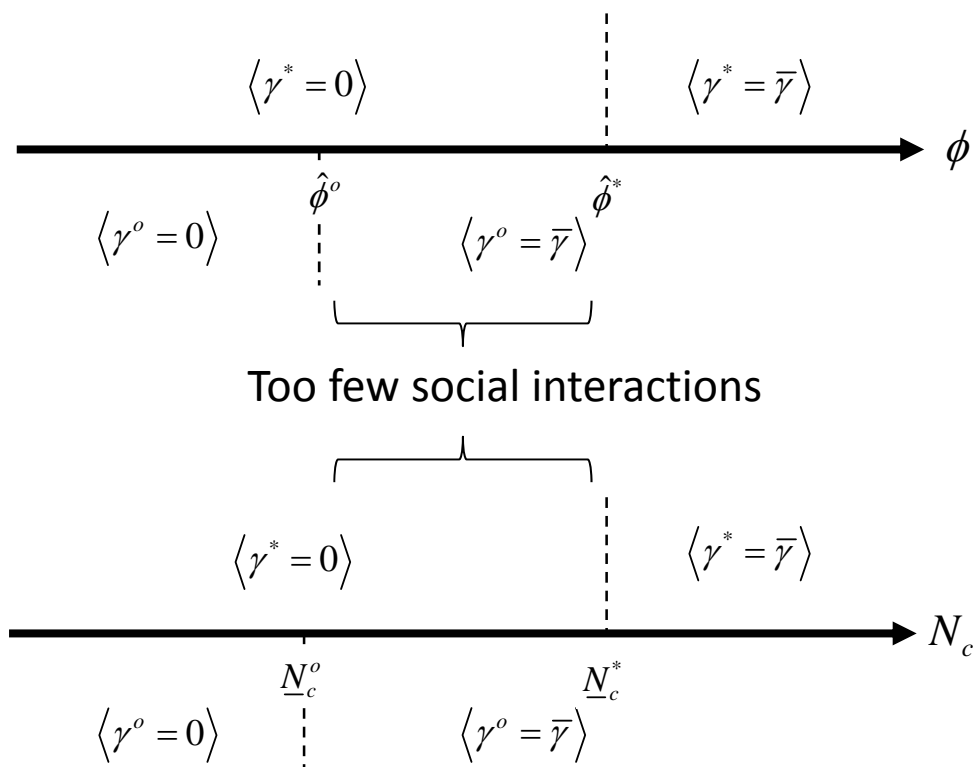 ⟨γ* = 0⟩ ⟨γ* = γ̅⟩
ϕ
ϕ̂ᵒ ϕ̂*
⟨γᵒ = 0⟩ ⟨γᵒ = γ̅⟩
Too few social interactions
⟨γ* = 0⟩ ⟨γ* = γ̅⟩
N_c
N̲_cᵒ N̲_c*
⟨γᵒ = 0⟩ ⟨γᵒ = γ̅⟩